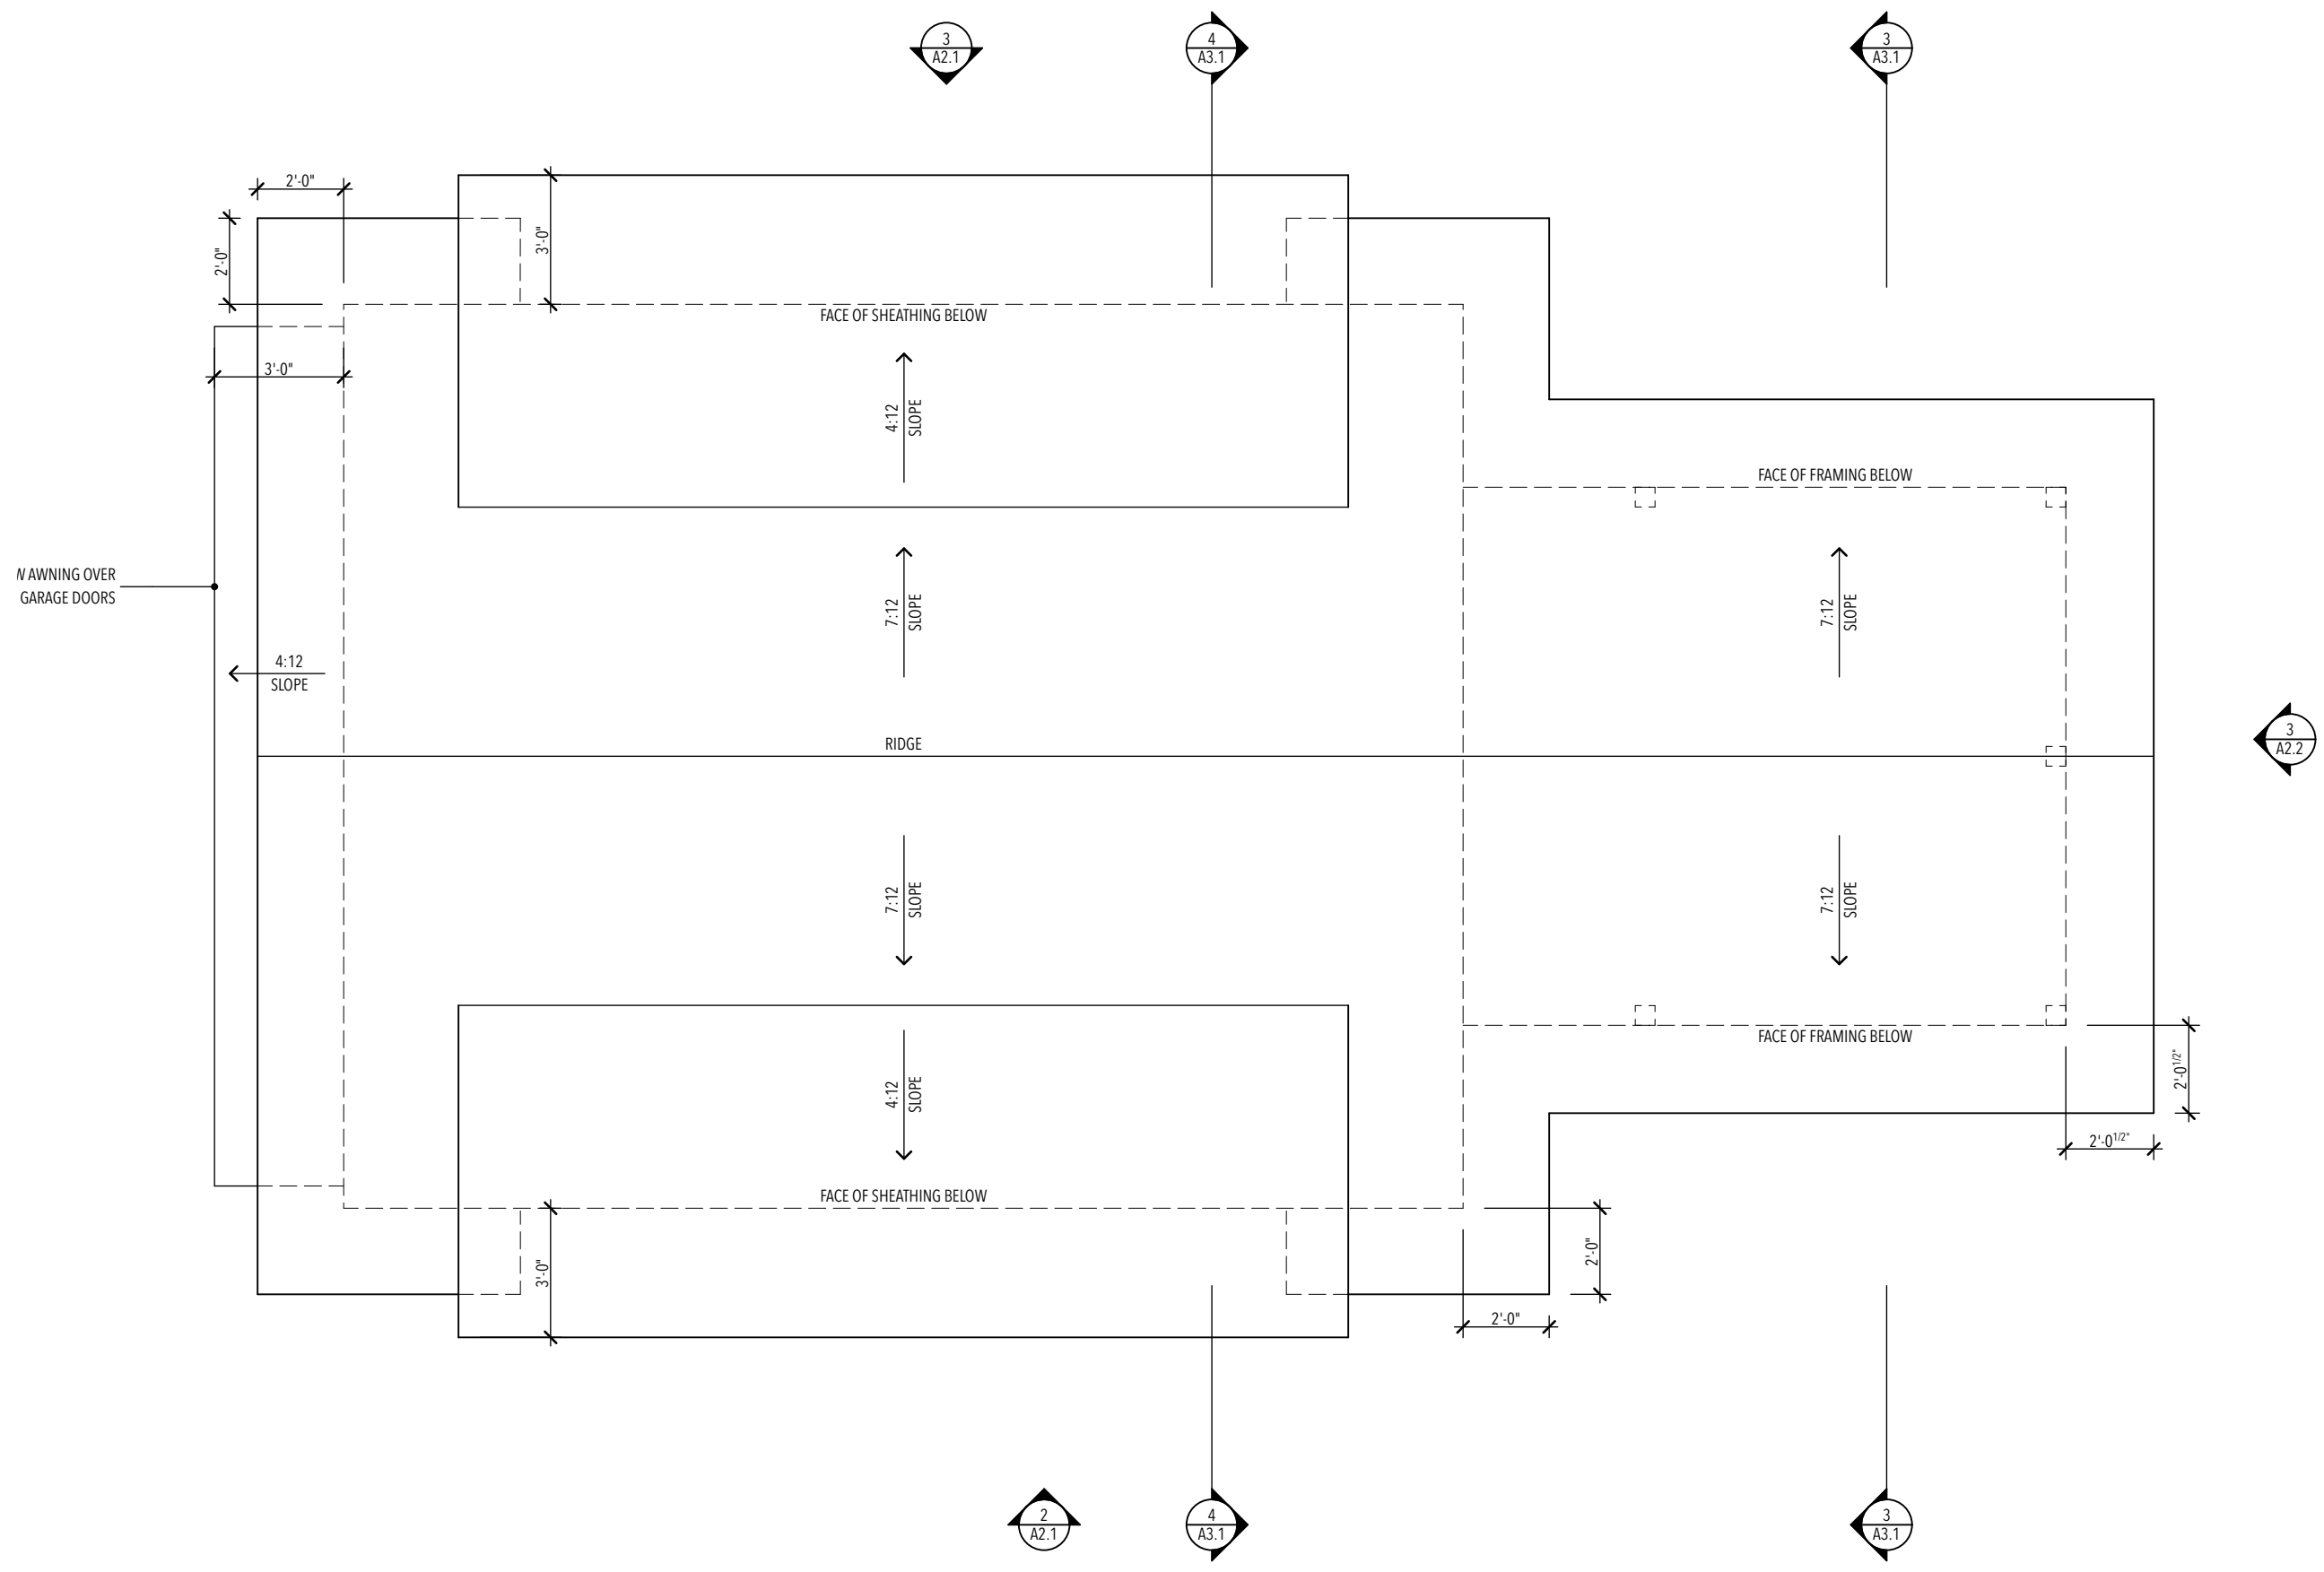 3
A2.1
4
A3.1
3
A3.1
2'-0"
2'-0"
3'-0"
FACE OF SHEATHING BELOW
3'-0"
4:12
SLOPE
FACE OF FRAMING BELOW
AWNING OVER
GARAGE DOORS
7:12
SLOPE
7:12
SLOPE
4:12
SLOPE
RIDGE
3
A2.2
7:12
SLOPE
7:12
SLOPE
FACE OF FRAMING BELOW
4:12
SLOPE
2'-0 1/2"
2'-0 1/2"
FACE OF SHEATHING BELOW
3'-0"
2'-0"
2'-0"
2
A2.1
4
A3.1
3
A3.1